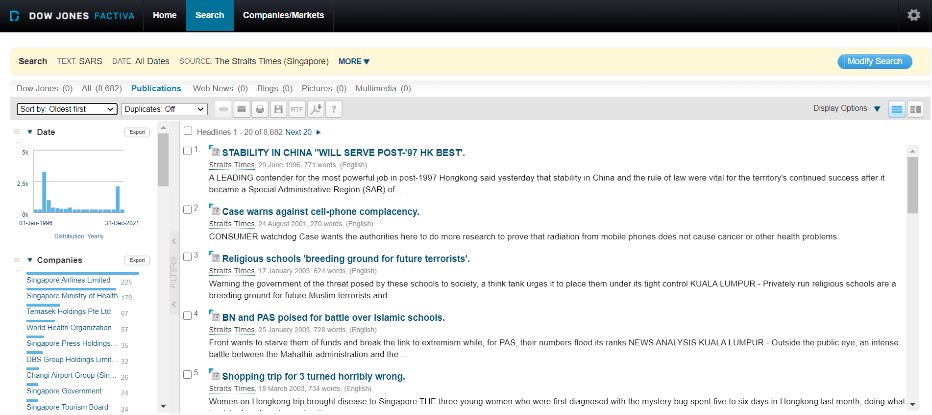 DOW JONES FACTIVA Home Search Companies/Markets
Search TEXT: SARS DATE: All Dates SOURCE: The Straits Times (Singapore) MORE ▼ Modify Search
Dow Jones (0) All (8,682) Publications Web News (0) Blogs (0) Pictures (0) Multimedia (0)
Sort by: Oldest first Duplicates: Off RTF ? Display Options ▼
▼ Date Export
5k
2.5k
0k
01-Jan-1996 31-Dec-2021
Distribution: Yearly
▼ Companies Export
Singapore Airlines Limited 225
Singapore Ministry of Health 179
Temasek Holdings Pte Ltd 67
World Health Organization 57
Singapore Press Holdings... 35
DBS Group Holdings Limit... 32
Changi Airport Group (Sin... 26
Singapore Government 24
Singapore Tourism Board 24
FILTERS
Headlines 1 - 20 of 8,682 Next 20
1. STABILITY IN CHINA "WILL SERVE POST-'97 HK BEST'.
Straits Times, 29 June 1996, 771 words, (English)
A LEADING contender for the most powerful job in post-1997 Hongkong said yesterday that stability in China and the rule of law were vital for the territory's continued success after it
became a Special Administrative Region (SAR) of
2. Case warns against cell-phone complacency.
Straits Times, 24 August 2001, 270 words, (English)
CONSUMER watchdog Case wants the authorities here to do more research to prove that radiation from mobile phones does not cause cancer or other health problems.
3. Religious schools 'breeding ground for future terrorists'.
Straits Times, 17 January 2003, 624 words, (English)
Warning the government of the threat posed by these schools to society, a think tank urges it to place them under its tight control KUALA LUMPUR - Privately run religious schools are a
breeding ground for future Muslim terrorists and
4. BN and PAS poised for battle over Islamic schools.
Straits Times, 25 January 2003, 728 words, (English)
Front wants to starve them of funds and break the link to extremism while, for PAS, their numbers flood its ranks NEWS ANALYSIS KUALA LUMPUR - Outside the public eye, an intense
battle between the Mahathir administration and the ...
5. Shopping trip for 3 turned horribly wrong.
Straits Times, 18 March 2003, 734 words, (English)
Women on Hongkong trip brought disease to Singapore THE three young women who were first diagnosed with the mystery bug spent five to six days in Hongkong last month, doing what